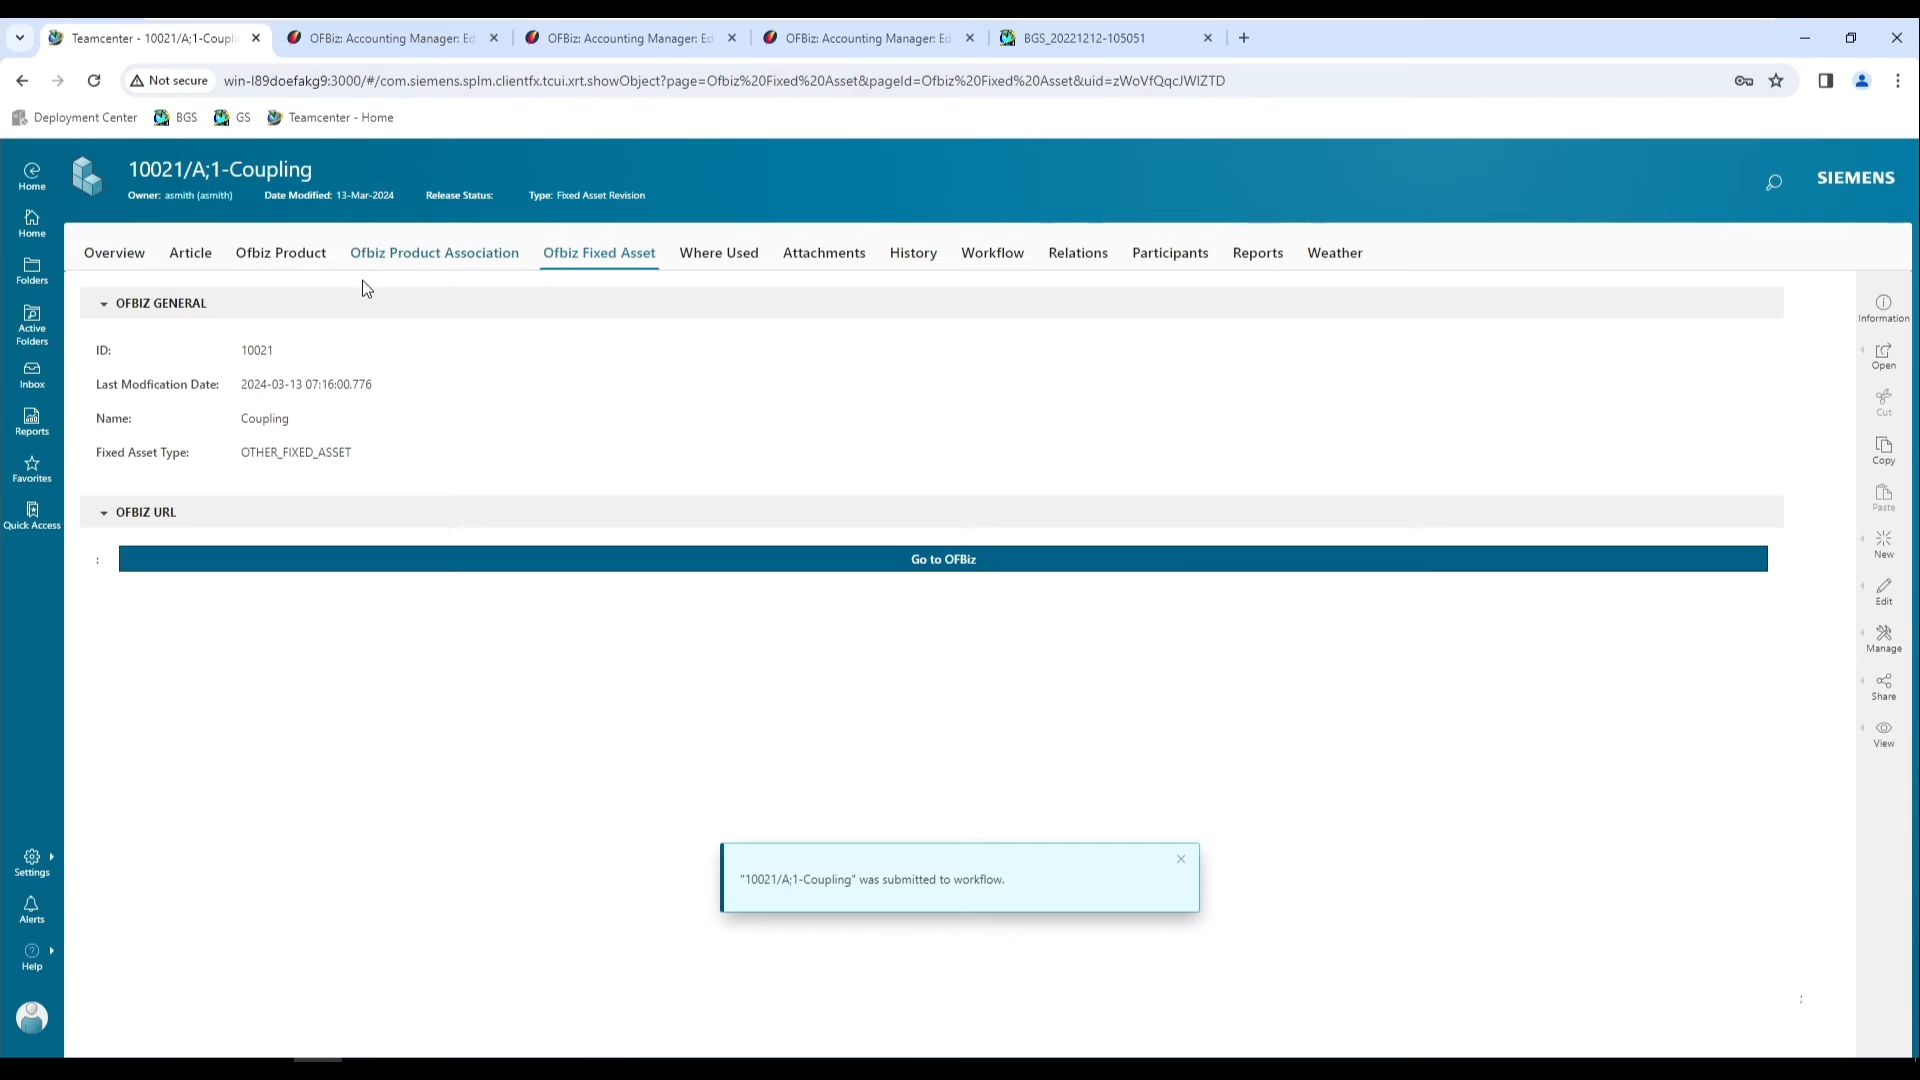 Teamcenter - 10021/A;1-Coupli
OFBiz: Accounting Manager: Ed
OFBiz: Accounting Manager: Ed
OFBiz: Accounting Manager: Ed
BGS_20221212-105051
Not secure
win-l89doefakg9:3000/#/com.siemens.splm.clientfx.tcui.xrt.showObject?page=Ofbiz%20Fixed%20Asset&pageId=Ofbiz%20Fixed%20Asset&uid=zWoVfQqcJWIZTD
Deployment Center
BGS
GS
Teamcenter - Home
10021/A;1-Coupling
Owner: asmith (asmith)
Date Modified: 13-Mar-2024
Release Status:
Type: Fixed Asset Revision
SIEMENS
Home
Home
Folders
Active
Folders
Inbox
Reports
Favorites
Quick Access
Settings
Alerts
Help
Overview
Article
Ofbiz Product
Ofbiz Product Association
Ofbiz Fixed Asset
Where Used
Attachments
History
Workflow
Relations
Participants
Reports
Weather
OFBIZ GENERAL
ID: 10021
Last Modfication Date: 2024-03-13 07:16:00.776
Name: Coupling
Fixed Asset Type: OTHER_FIXED_ASSET
OFBIZ URL
: Go to OFBiz
"10021/A;1-Coupling" was submitted to workflow.
Information
Open
Cut
Copy
Paste
New
Edit
Manage
Share
View